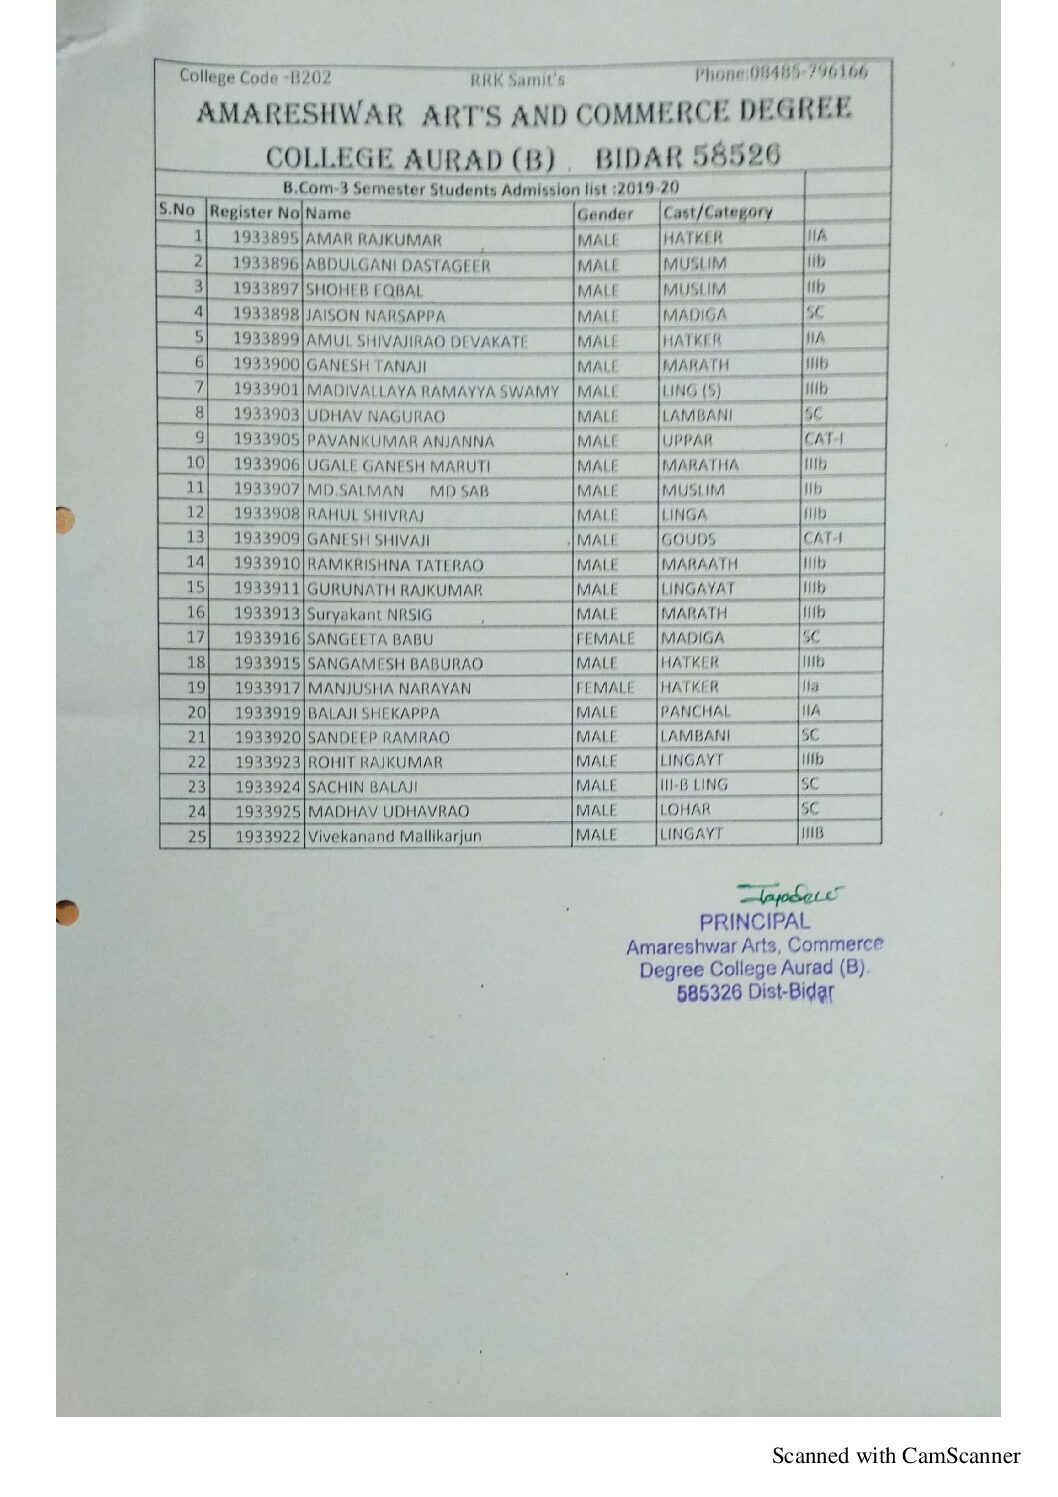 College Code -B202 RRK Samit's Phone:08485-796166
AMARESHWAR ART'S AND COMMERCE DEGREE
COLLEGE AURAD (B) , BIDAR 58526
B.Com-3 Semester Students Admission list :2019-20
S.No Register No Name Gender Cast/Category
1 1933895 AMAR RAJKUMAR MALE HATKER IIA
2 1933896 ABDULGANI DASTAGEER MALE MUSLIM IIb
3 1933897 SHOHEB EQBAL MALE MUSLIM IIb
4 1933898 JAISON NARSAPPA MALE MADIGA SC
5 1933899 AMUL SHIVAJIRAO DEVAKATE MALE HATKER IIA
6 1933900 GANESH TANAJI MALE MARATH IIIb
7 1933901 MADIVALLAYA RAMAYYA SWAMY MALE LING (S) IIIb
8 1933903 UDHAV NAGURAO MALE LAMBANI SC
9 1933905 PAVANKUMAR ANJANNA MALE UPPAR CAT-I
10 1933906 UGALE GANESH MARUTI MALE MARATHA IIIb
11 1933907 MD.SALMAN MD SAB MALE MUSLIM IIb
12 1933908 RAHUL SHIVRAJ MALE LINGA IIIb
13 1933909 GANESH SHIVAJI MALE GOUDS CAT-I
14 1933910 RAMKRISHNA TATERAO MALE MARAATH IIIb
15 1933911 GURUNATH RAJKUMAR MALE LINGAYAT IIIb
16 1933913 Suryakant NRSIG MALE MARATH IIIb
17 1933916 SANGEETA BABU FEMALE MADIGA SC
18 1933915 SANGAMESH BABURAO MALE HATKER IIIb
19 1933917 MANJUSHA NARAYAN FEMALE HATKER IIa
20 1933919 BALAJI SHEKAPPA MALE PANCHAL IIA
21 1933920 SANDEEP RAMRAO MALE LAMBANI SC
22 1933923 ROHIT RAJKUMAR MALE LINGAYT IIIb
23 1933924 SACHIN BALAJI MALE III-B LING SC
24 1933925 MADHAV UDHAVRAO MALE LOHAR SC
25 1933922 Vivekanand Mallikarjun MALE LINGAYT IIIB
PRINCIPAL
Amareshwar Arts, Commerce
Degree College Aurad (B).
585326 Dist-Bidar
Scanned with CamScanner